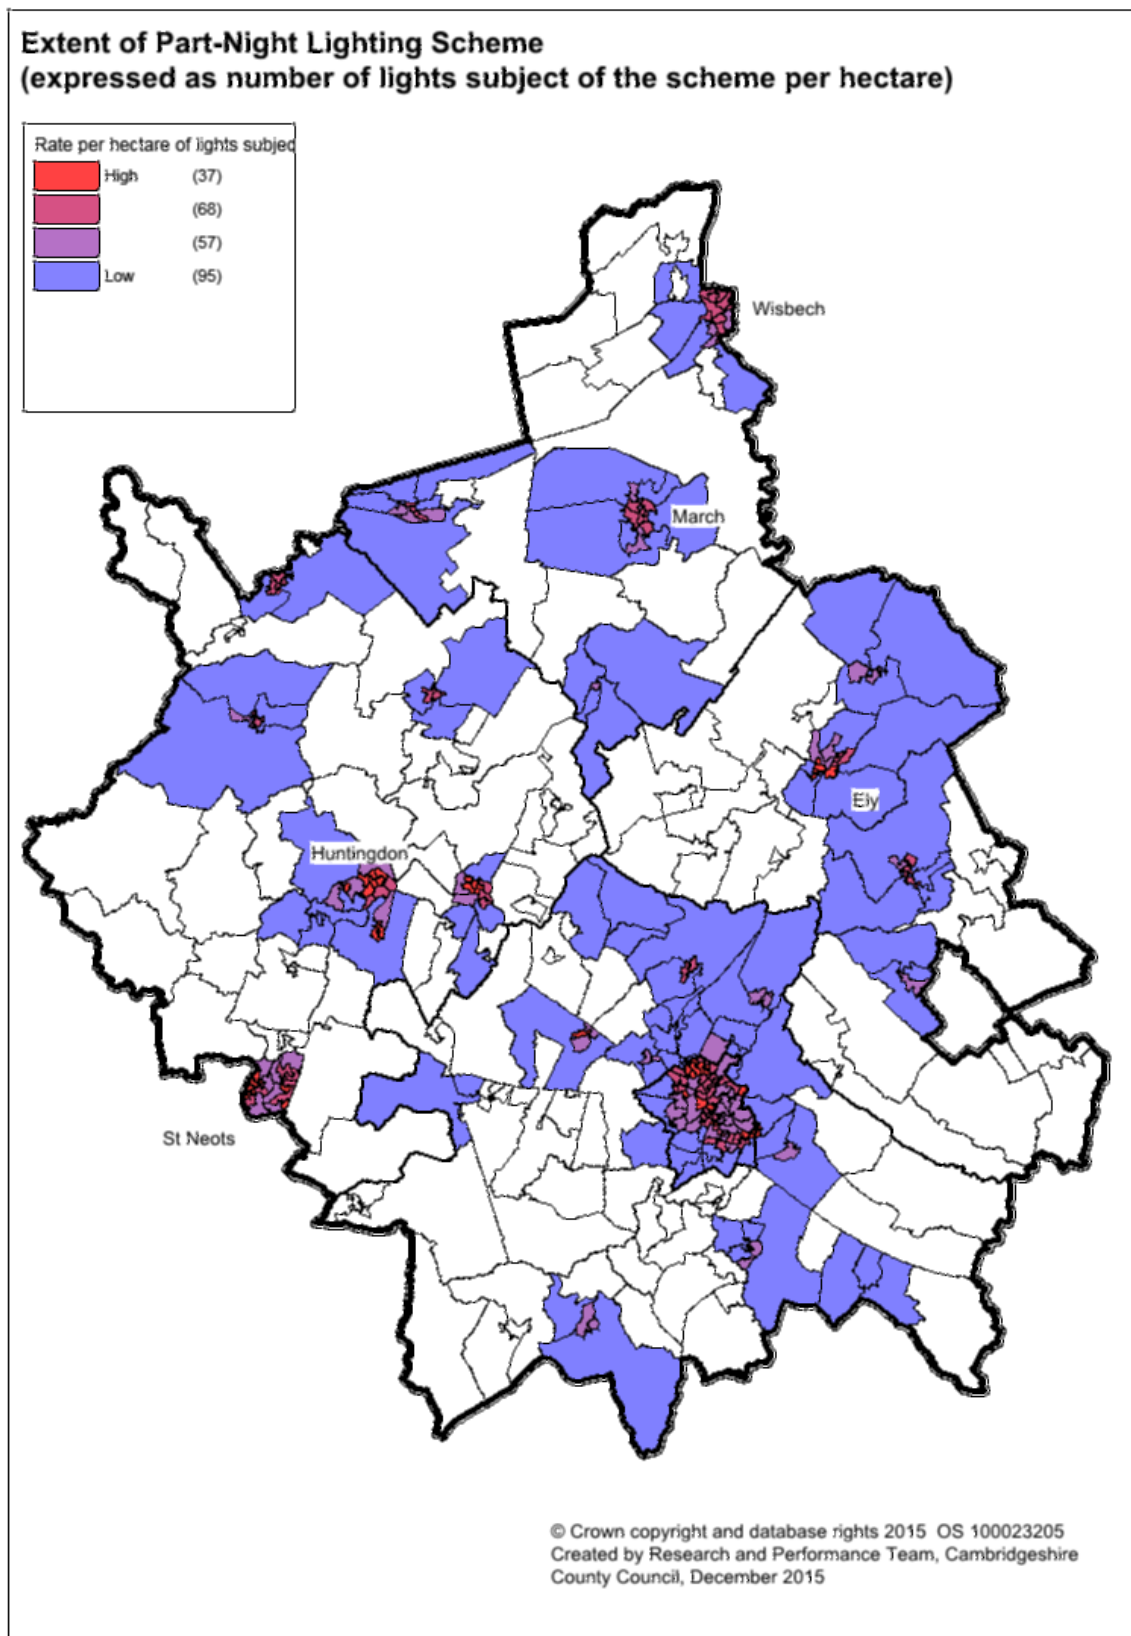 Extent of Part-Night Lighting Scheme
(expressed as number of lights subject of the scheme per hectare)
Rate per hectare of lights subjec
High (37)
(68)
(57)
Low (95)
Wisbech
March
Ely
Huntingdon
St Neots
© Crown copyright and database rights 2015 OS 100023205
Created by Research and Performance Team, Cambridgeshire
County Council, December 2015